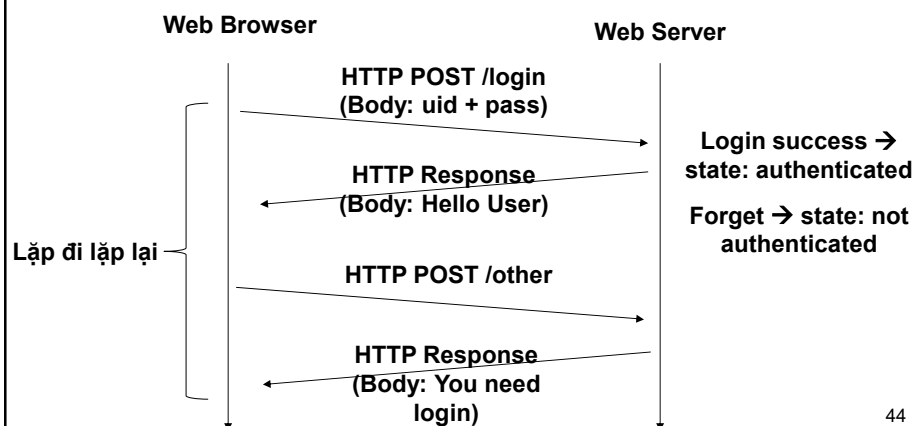 Web Browser
Web Server
HTTP POST /login
(Body: uid + pass)
Login success →
state: authenticated
HTTP Response
(Body: Hello User)
Forget → state: not
authenticated
Lặp đi lặp lại
HTTP POST /other
HTTP Response
(Body: You need
login)
44